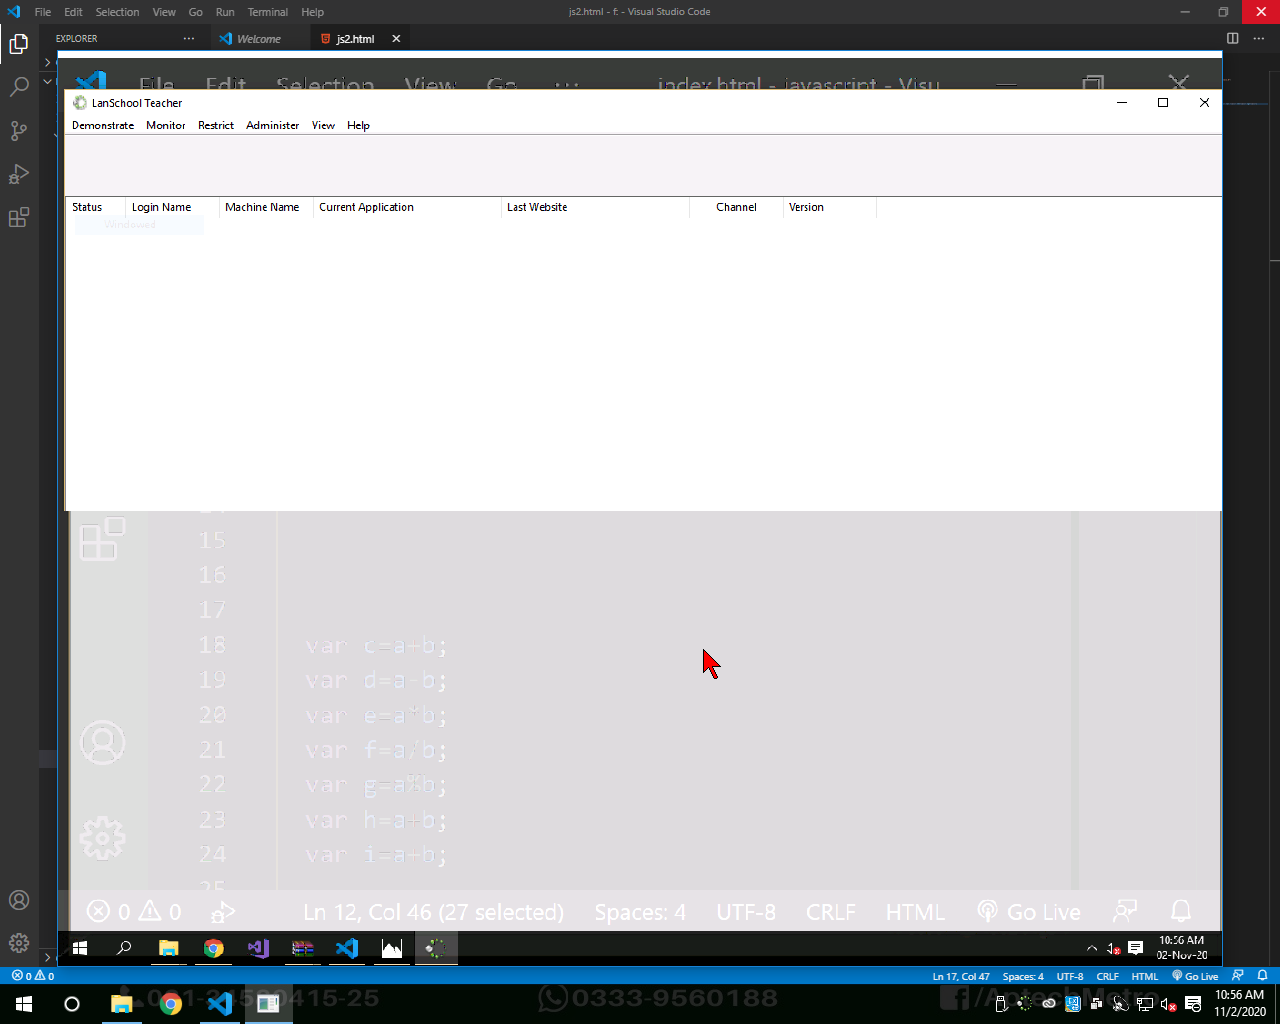 File Edit Selection View Go Run Terminal Help js2.html - f: - Visual Studio Code
EXPLORER ··· Welcome js2.html
File Edit Selection View Go ··· index.html - javascript - Visu
LanSchool Teacher
Demonstrate Monitor Restrict Administer View Help
Status Login Name Machine Name Current Application Last Website Channel Version
Windowed
15
16
17
18 var c=a+b;
19 var d=a-b;
20 var e=a*b;
21 var f=a/b;
22 var g=a%b;
23 var h=a+b;
24 var i=a+b;
25
0 0 Ln 12, Col 46 (27 selected) Spaces: 4 UTF-8 CRLF HTML Go Live
10:56 AM
02-Nov-20
0 0 Ln 17, Col 47 Spaces: 4 UTF-8 CRLF HTML Go Live
0333-9560188
10:56 AM
11/2/2020